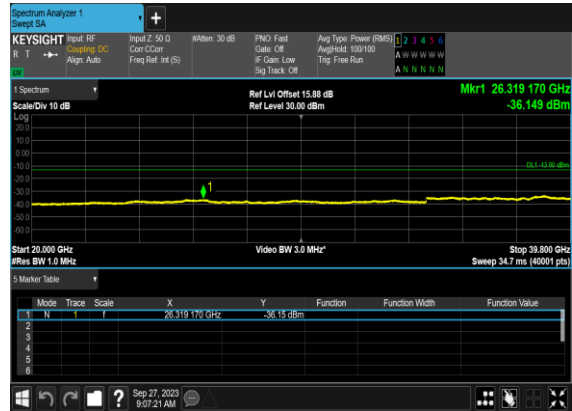 Spectrum Analyzer 1
Swept SA
+
KEYSIGHT Input: RF Input Z: 50 Ω #Atten: 30 dB PNO: Fast Avg Type: Power (RMS) 1 2 3 4 5 6
R T Coupling: DC Corr CCorr Gate: Off Avg|Hold: 100/100 A W W W W W
Align: Auto Freq Ref: Int (S) IF Gain: Low Trig: Free Run
LW Sig Track: Off A N N N N N
1 Spectrum Ref Lvl Offset 15.88 dB Mkr1 26.319 170 GHz
Scale/Div 10 dB Ref Level 30.00 dBm -36.149 dBm
Log
20.0
10.0
0.00
-10.0 DL1 -13.00 dBm
-20.0
-30.0 1
-40.0
-50.0
-60.0
Start 20.000 GHz Video BW 3.0 MHz* Stop 39.800 GHz
#Res BW 1.0 MHz Sweep 34.7 ms (40001 pts)
5 Marker Table
Mode Trace Scale X Y Function Function Width Function Value
1 N 1 f 26.319 170 GHz -36.15 dBm
2
3
4
5
6
? Sep 27, 2023
9:07:21 AM